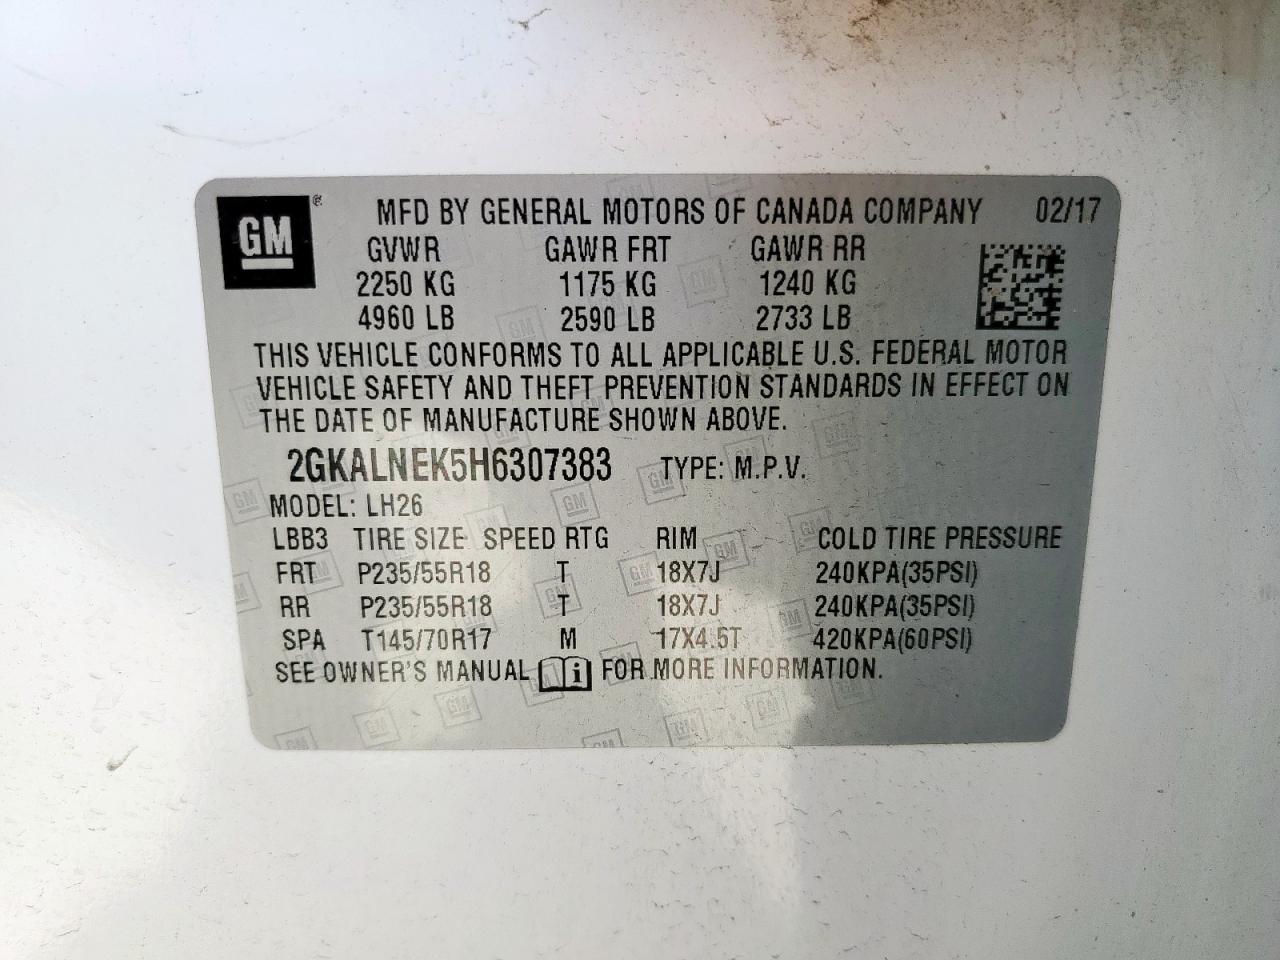 GM ® MFD BY GENERAL MOTORS OF CANADA COMPANY 02/17
GVWR GAWR FRT GAWR RR
2250 KG 1175 KG 1240 KG
4960 LB 2590 LB 2733 LB
THIS VEHICLE CONFORMS TO ALL APPLICABLE U.S. FEDERAL MOTOR
VEHICLE SAFETY AND THEFT PREVENTION STANDARDS IN EFFECT ON
THE DATE OF MANUFACTURE SHOWN ABOVE.
2GKALNEK5H6307383 TYPE: M.P.V.
MODEL: LH26
LBB3 TIRE SIZE SPEED RTG RIM COLD TIRE PRESSURE
FRT P235/55R18 T 18X7J 240KPA(35PSI)
RR P235/55R18 T 18X7J 240KPA(35PSI)
SPA T145/70R17 M 17X4.5T 420KPA(60PSI)
SEE OWNER'S MANUAL i FOR MORE INFORMATION.